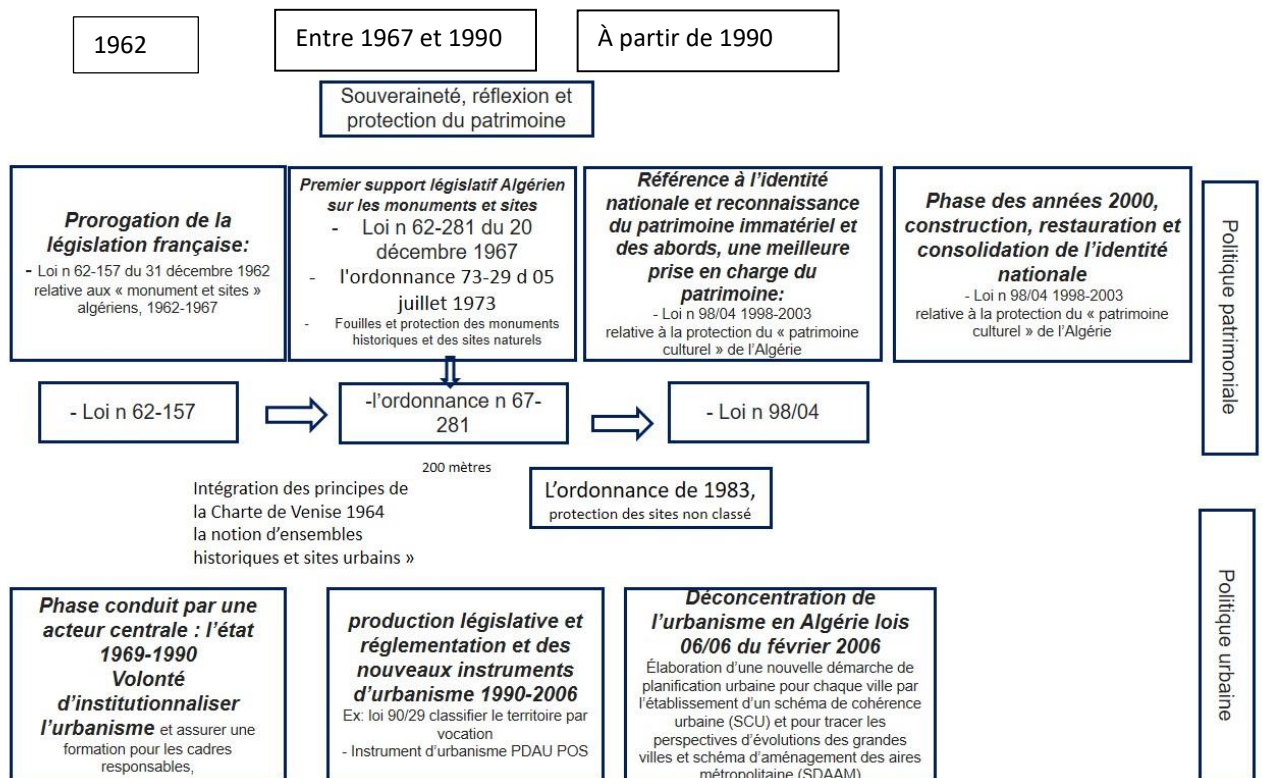 1962
Entre 1967 et 1990
À partir de 1990
Souveraineté, réflexion et
protection du patrimoine
Prorogation de la
législation française:
- Loi n 62-157 du 31 décembre 1962
relative aux « monument et sites »
algériens, 1962-1967
Premier support législatif Algérien
sur les monuments et sites
- Loi n 62-281 du 20
décembre 1967
- l'ordonnance 73-29 d 05
juillet 1973
- Fouilles et protection des monuments
historiques et des sites naturels
Référence à l'identité
nationale et reconnaissance
du patrimoine immatériel et
des abords, une meilleure
prise en charge du
patrimoine:
- Loi n 98/04 1998-2003
relative à la protection du « patrimoine
culturel » de l'Algérie
Phase des années 2000,
construction, restauration et
consolidation de l'identité
nationale
- Loi n 98/04 1998-2003
relative à la protection du « patrimoine
culturel » de l'Algérie
Politique patrimoniale
- Loi n 62-157
-l'ordonnance n 67-
281
- Loi n 98/04
200 mètres
Intégration des principes de
la Charte de Venise 1964
la notion d'ensembles
historiques et sites urbains »
L'ordonnance de 1983,
protection des sites non classé
Phase conduit par une
acteur centrale : l'état
1969-1990
Volonté
d'institutionnaliser
l'urbanisme et assurer une
formation pour les cadres
responsables,
production législative et
réglementation et des
nouveaux instruments
d'urbanisme 1990-2006
Ex: loi 90/29 classifier le territoire par
vocation
- Instrument d'urbanisme PDAU POS
Déconcentration de
l'urbanisme en Algérie lois
06/06 du février 2006
Élaboration d'une nouvelle démarche de
planification urbaine pour chaque ville par
l'établissement d'un schéma de cohérence
urbaine (SCU) et pour tracer les
perspectives d'évolutions des grandes
villes et schéma d'aménagement des aires
métropolitaine (SDAAM)
Politique urbaine